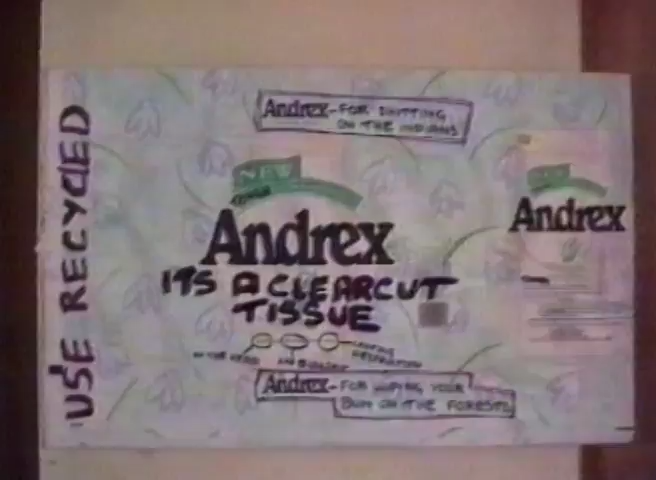 USE RECYCLED
Andrex-FOR SHITTING
ON THE INDIANS
NEW
Andrex
ITS A CLEARCUT
TISSUE
Andrex-FOR WIPING YOUR
BUM ON THE FORESTS
Andrex